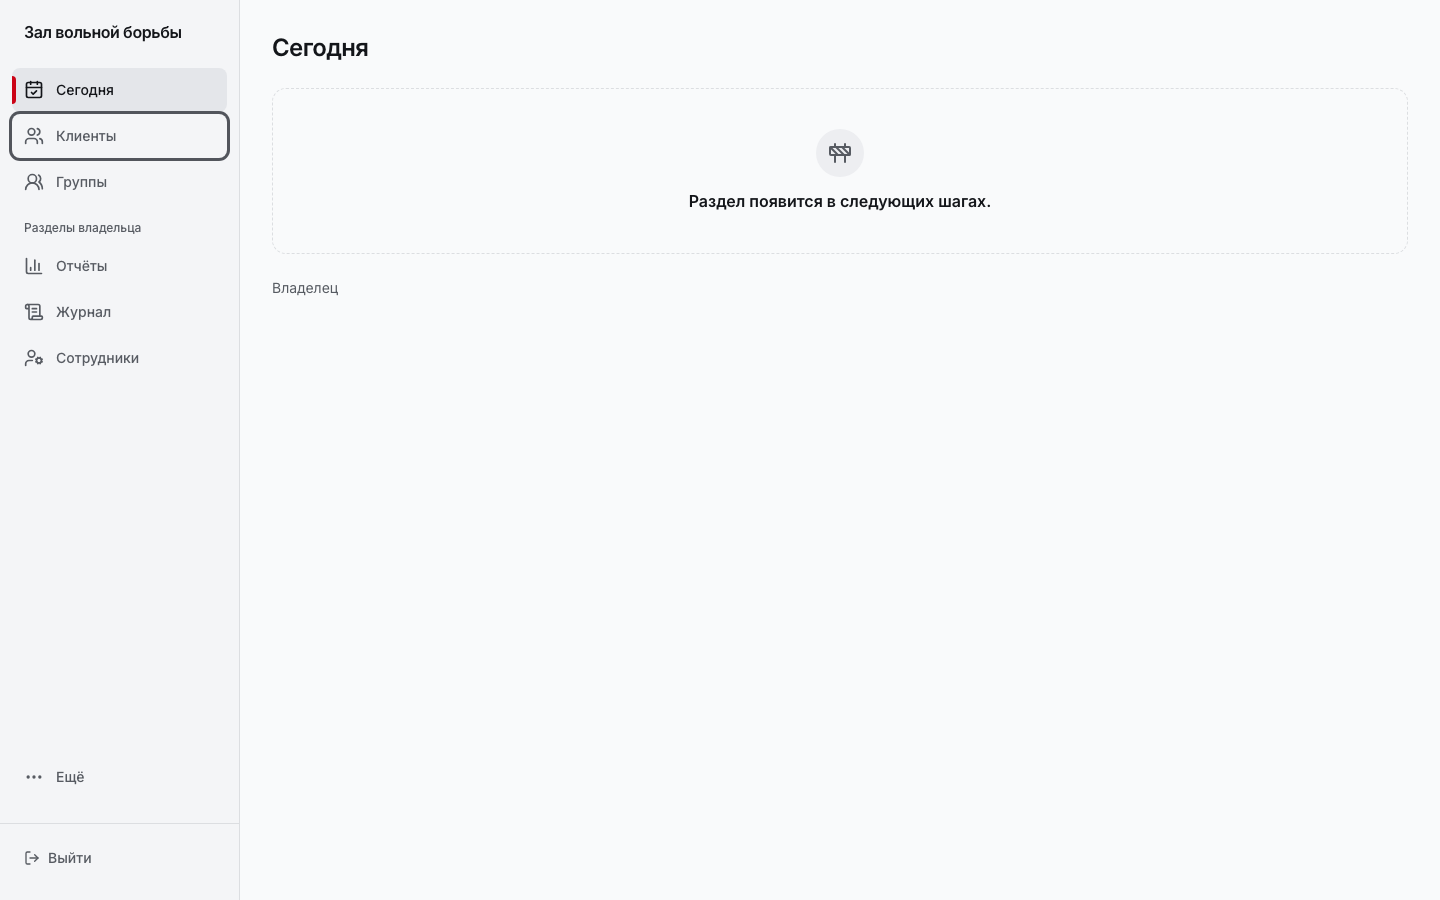 Зал вольной борьбы
Сегодня
Клиенты
Группы
Разделы владельца
Отчёты
Журнал
Сотрудники
Ещё
Выйти
Сегодня
Раздел появится в следующих шагах.
Владелец